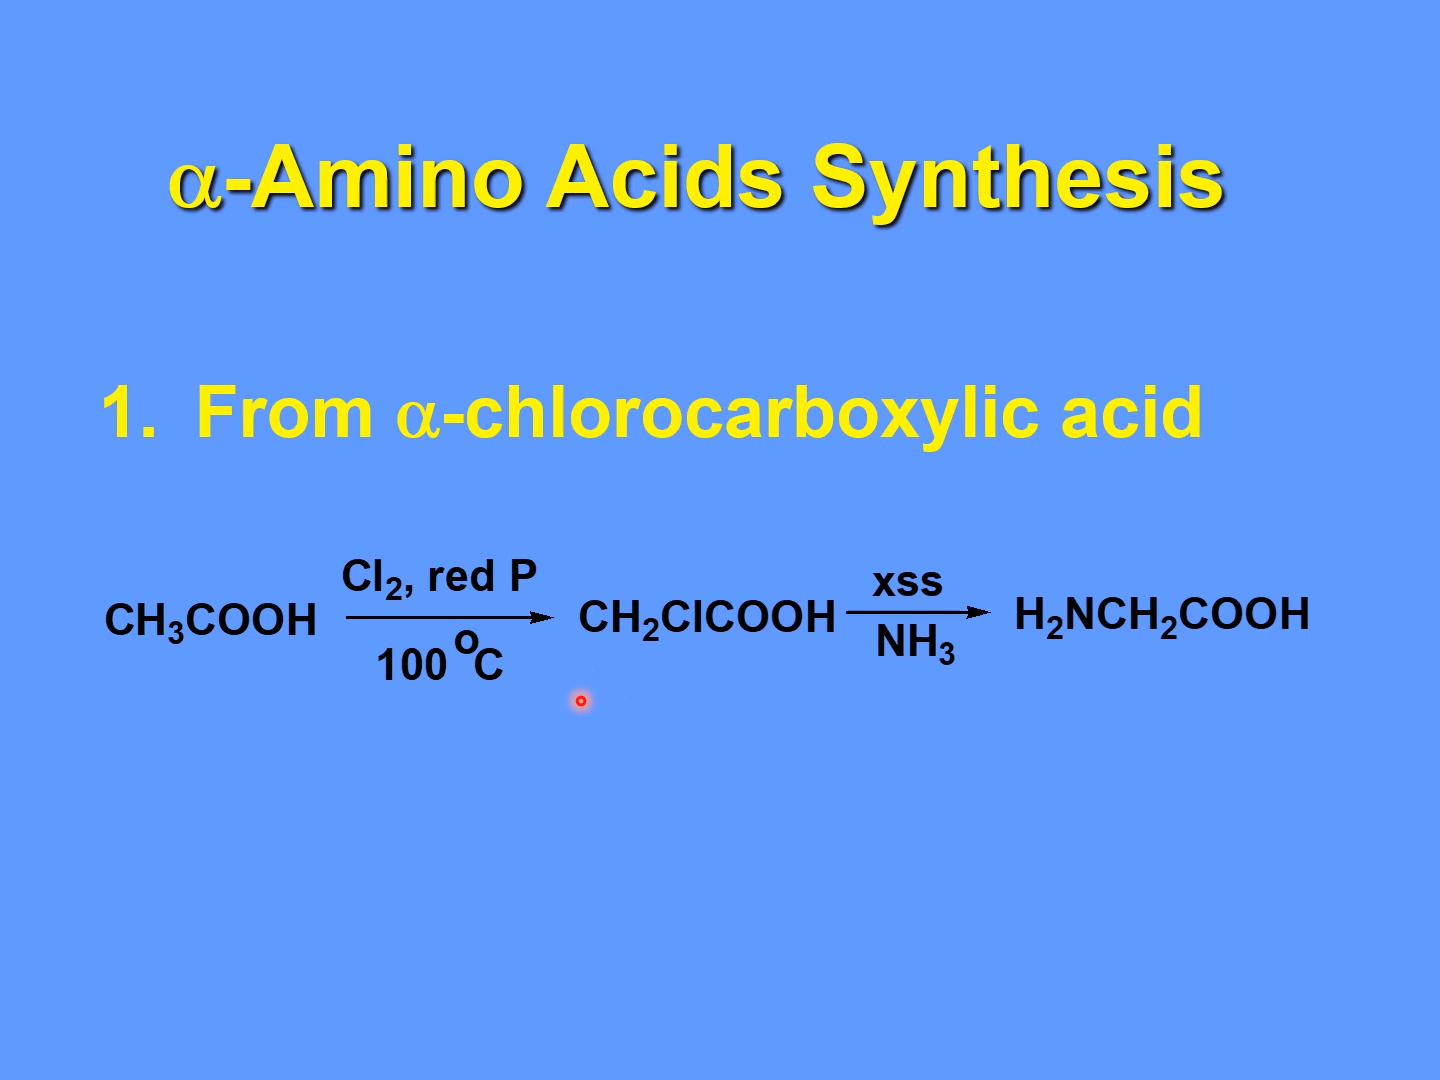 α-Amino Acids Synthesis
1. From α-chlorocarboxylic acid
Cl2, red P
xss
CH3COOH
CH2ClCOOH
H2NCH2COOH
100 oC
NH3